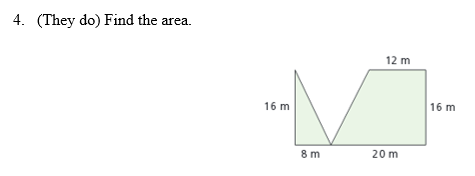 4. (They do) Find the area.
12 m
16 m
16 m
8 m
20 m